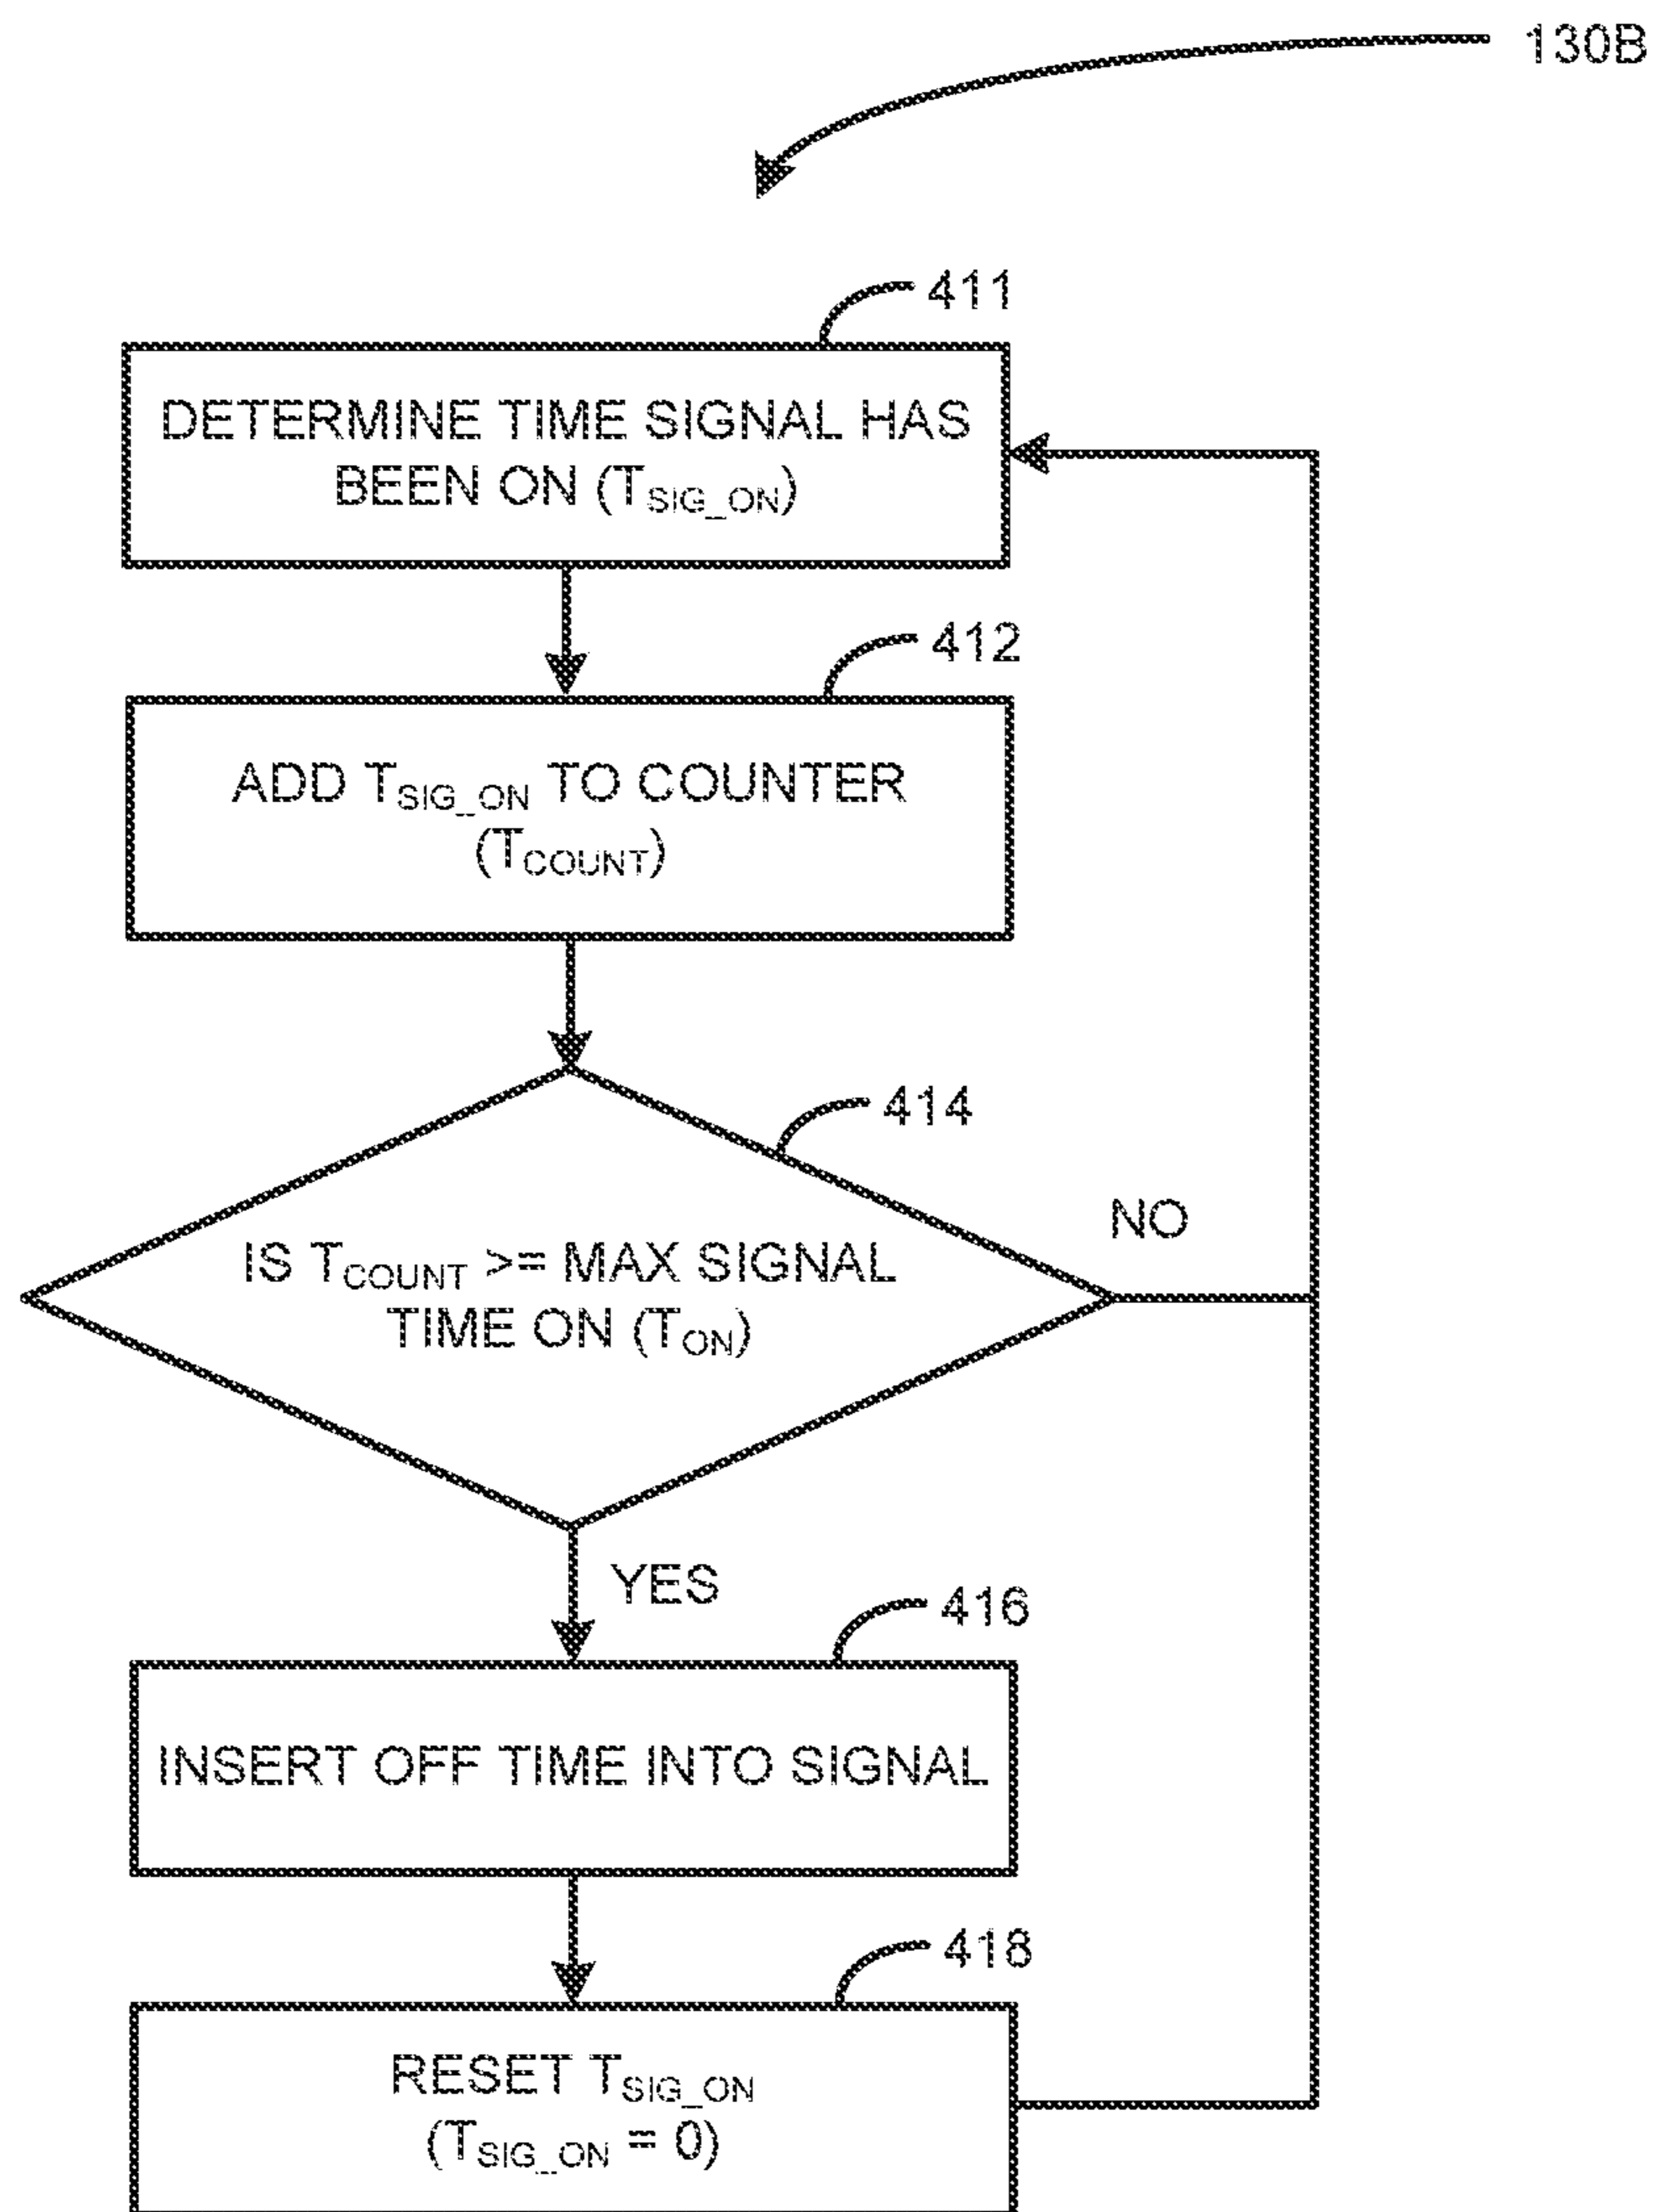 130B
411
DETERMINE TIME SIGNAL HAS
BEEN ON (TSIG_ON)
412
ADD TSIG_ON TO COUNTER
(TCOUNT)
414
IS TCOUNT >= MAX SIGNAL
TIME ON (TON)
NO
YES
416
INSERT OFF TIME INTO SIGNAL
418
RESET TSIG_ON
(TSIG_ON = 0)